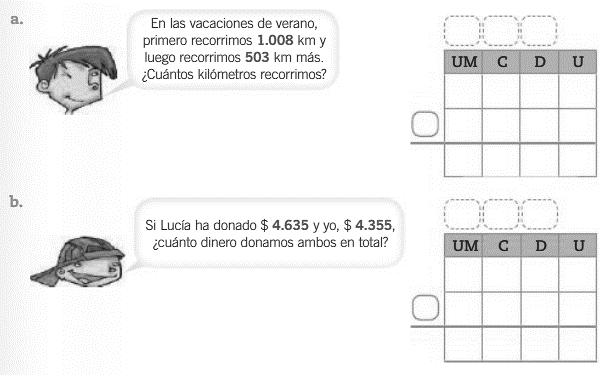 a.
En las vacaciones de verano,
primero recorrimos 1.008 km y
luego recorrimos 503 km más.
¿Cuántos kilómetros recorrimos?
UM C D U
b.
Si Lucía ha donado $ 4.635 y yo, $ 4.355,
¿cuánto dinero donamos ambos en total?
UM C D U